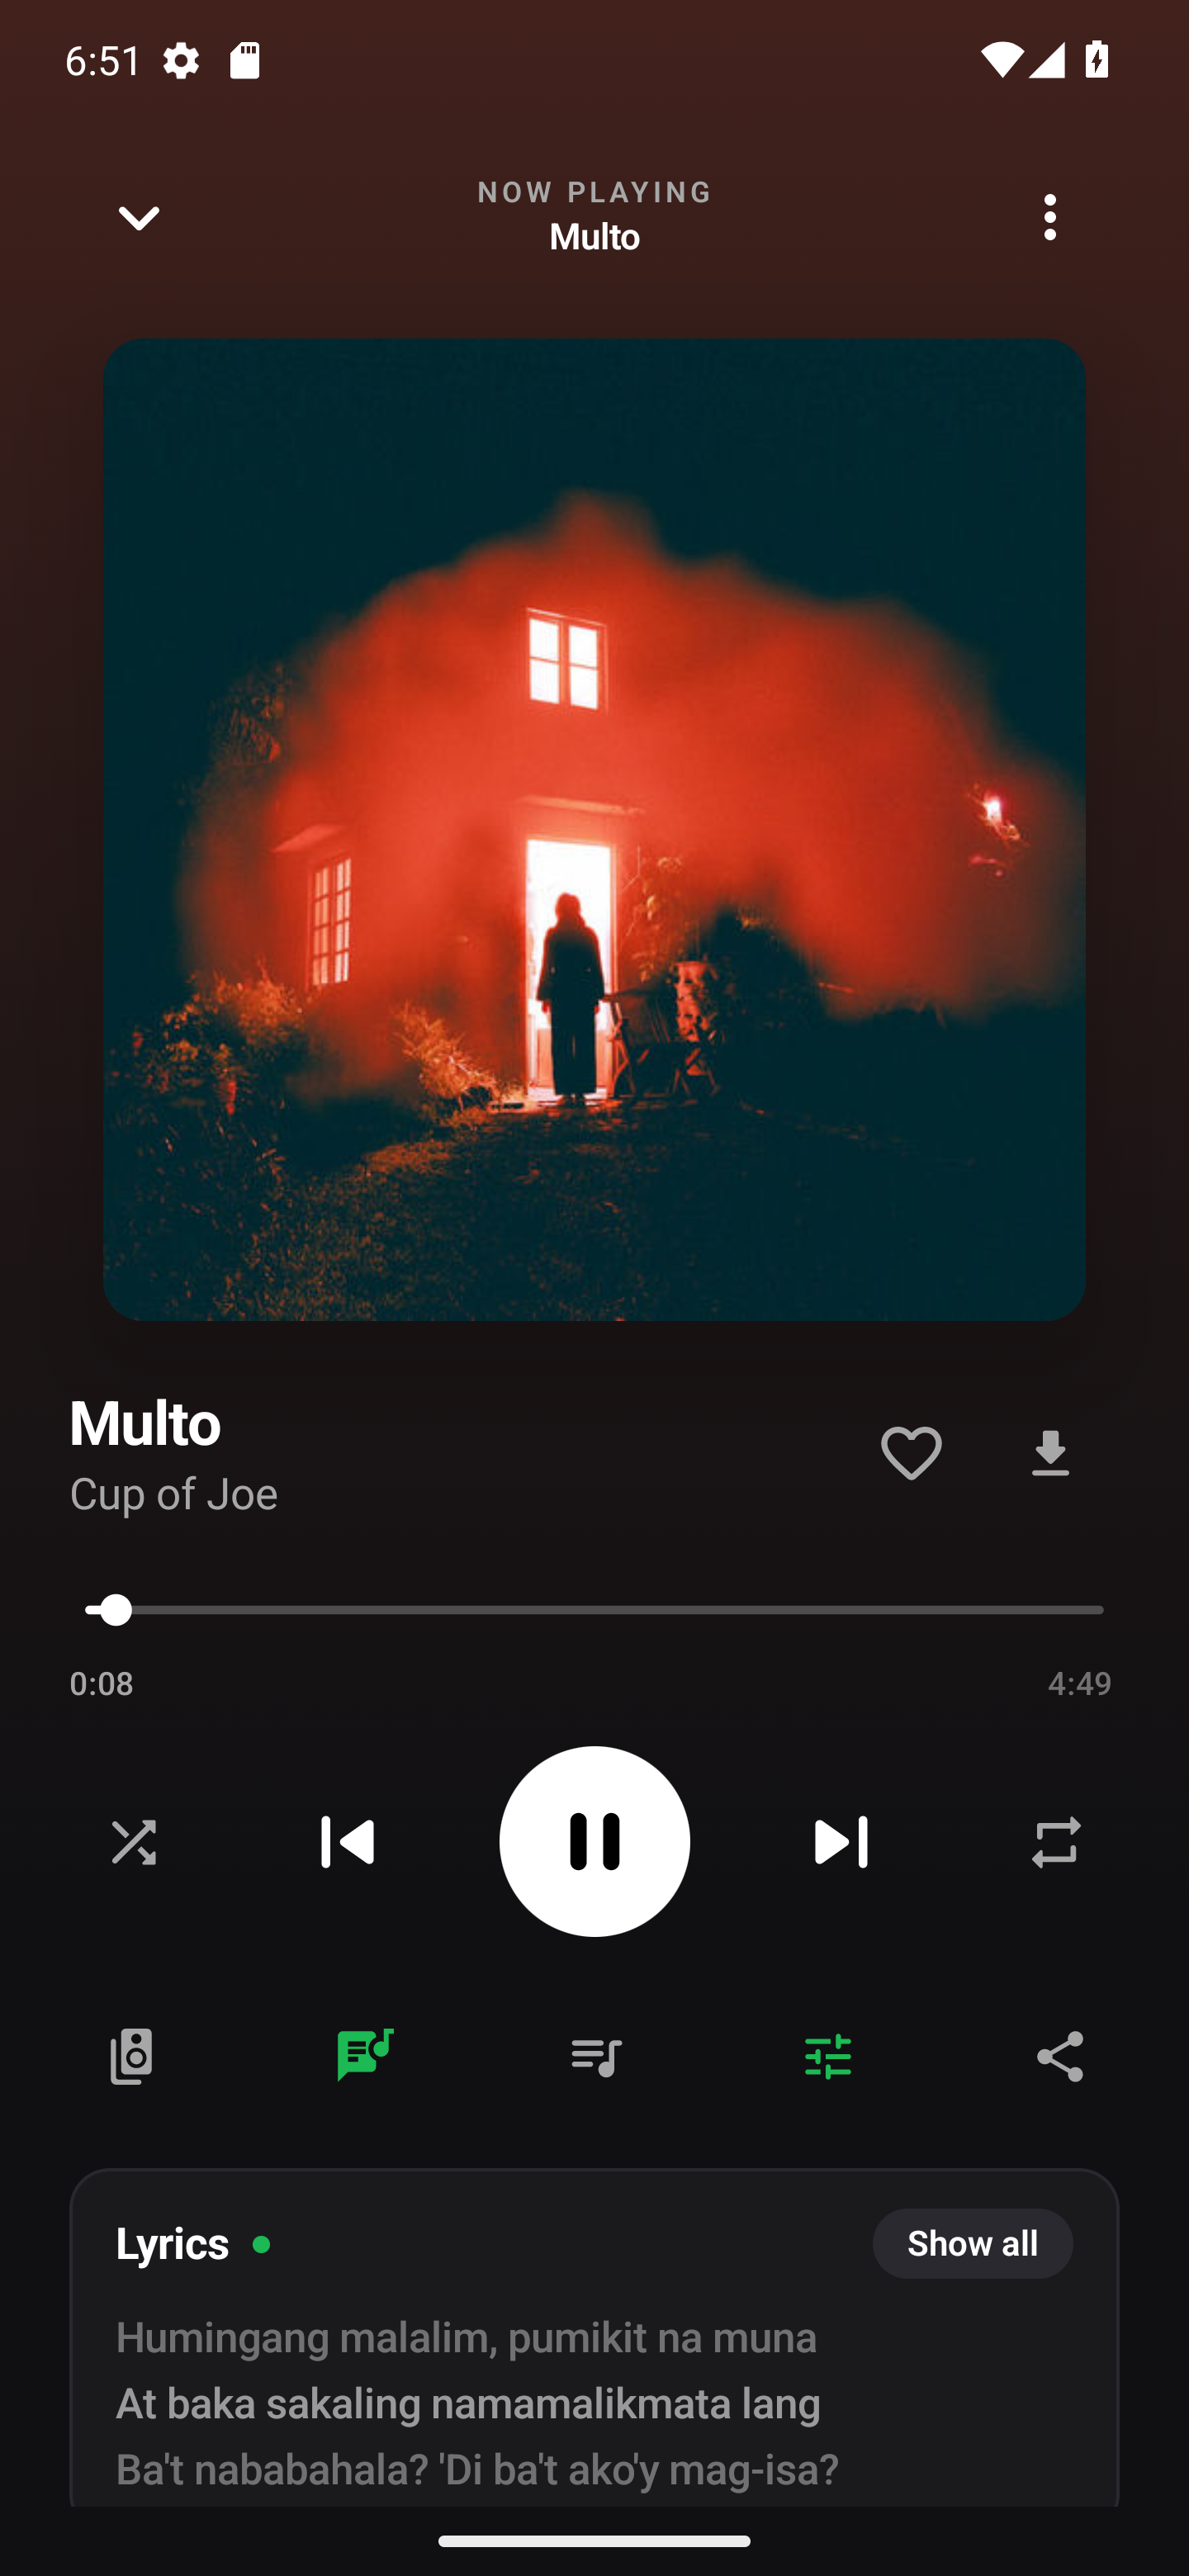 6:51
NOW PLAYING
Multo
Multo
Cup of Joe
0:08
4:49
Lyrics
Show all
Humingang malalim, pumikit na muna
At baka sakaling namamalikmata lang
Ba't nababahala? 'Di ba't ako'y mag-isa?